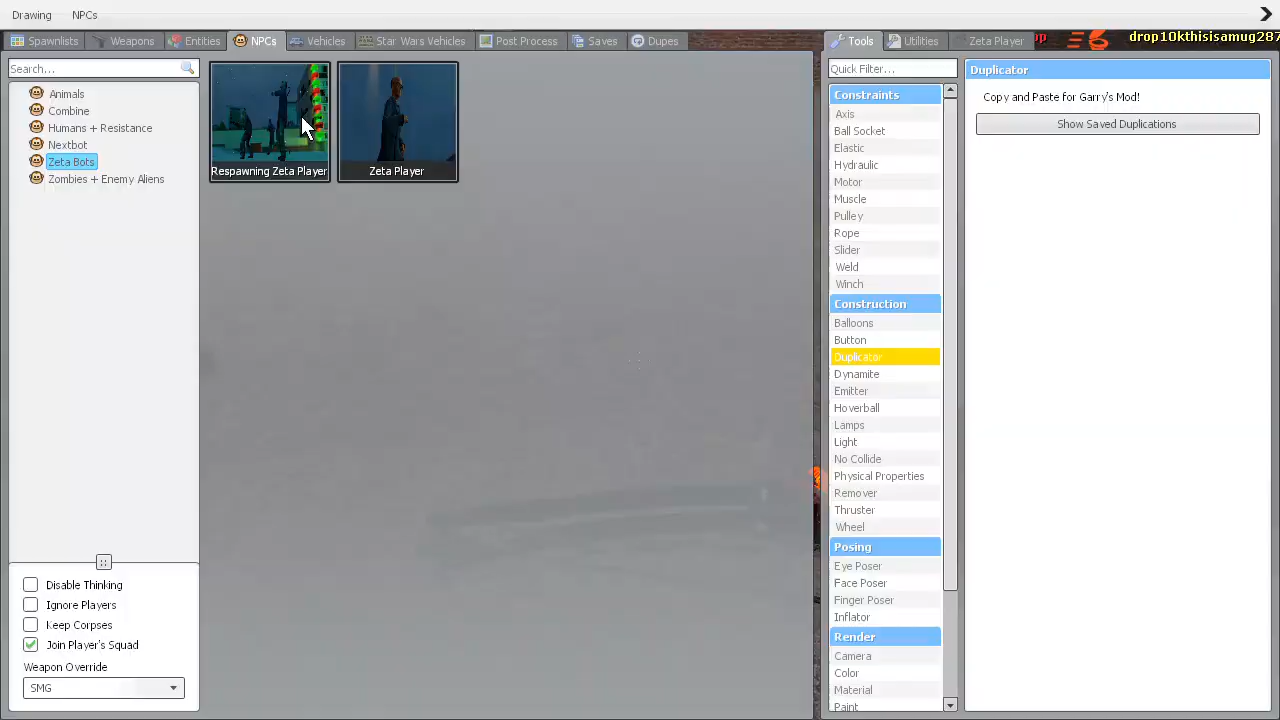 Drawing NPCs
drop10kthisisamug287
Spawnlists Weapons Entities NPCs Vehicles Star Wars Vehicles Post Process Saves Dupes
Tools Utilities Zeta Player
Search...
Animals
Combine
Humans + Resistance
Nextbot
Zeta Bots
Zombies + Enemy Aliens
Respawning Zeta Player
Zeta Player
Disable Thinking
Ignore Players
Keep Corpses
Join Player's Squad
Weapon Override
SMG
Quick Filter...
Constraints
Axis
Ball Socket
Elastic
Hydraulic
Motor
Muscle
Pulley
Rope
Slider
Weld
Winch
Construction
Balloons
Button
Duplicator
Dynamite
Emitter
Hoverball
Lamps
Light
No Collide
Physical Properties
Remover
Thruster
Wheel
Posing
Eye Poser
Face Poser
Finger Poser
Inflator
Render
Camera
Color
Material
Paint
Duplicator
Copy and Paste for Garry's Mod!
Show Saved Duplications